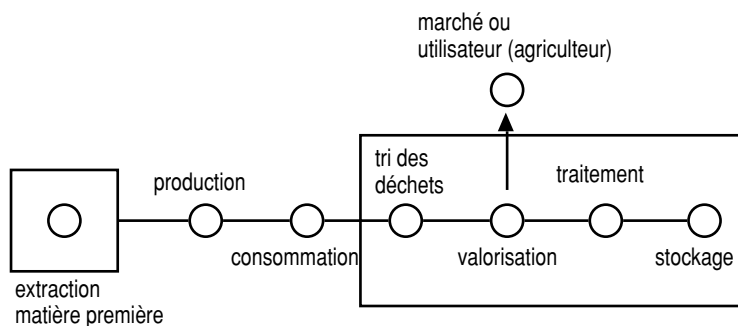 marché ou
utilisateur (agriculteur)
tri des
déchets
traitement
production
consommation
valorisation
stockage
extraction
matière première